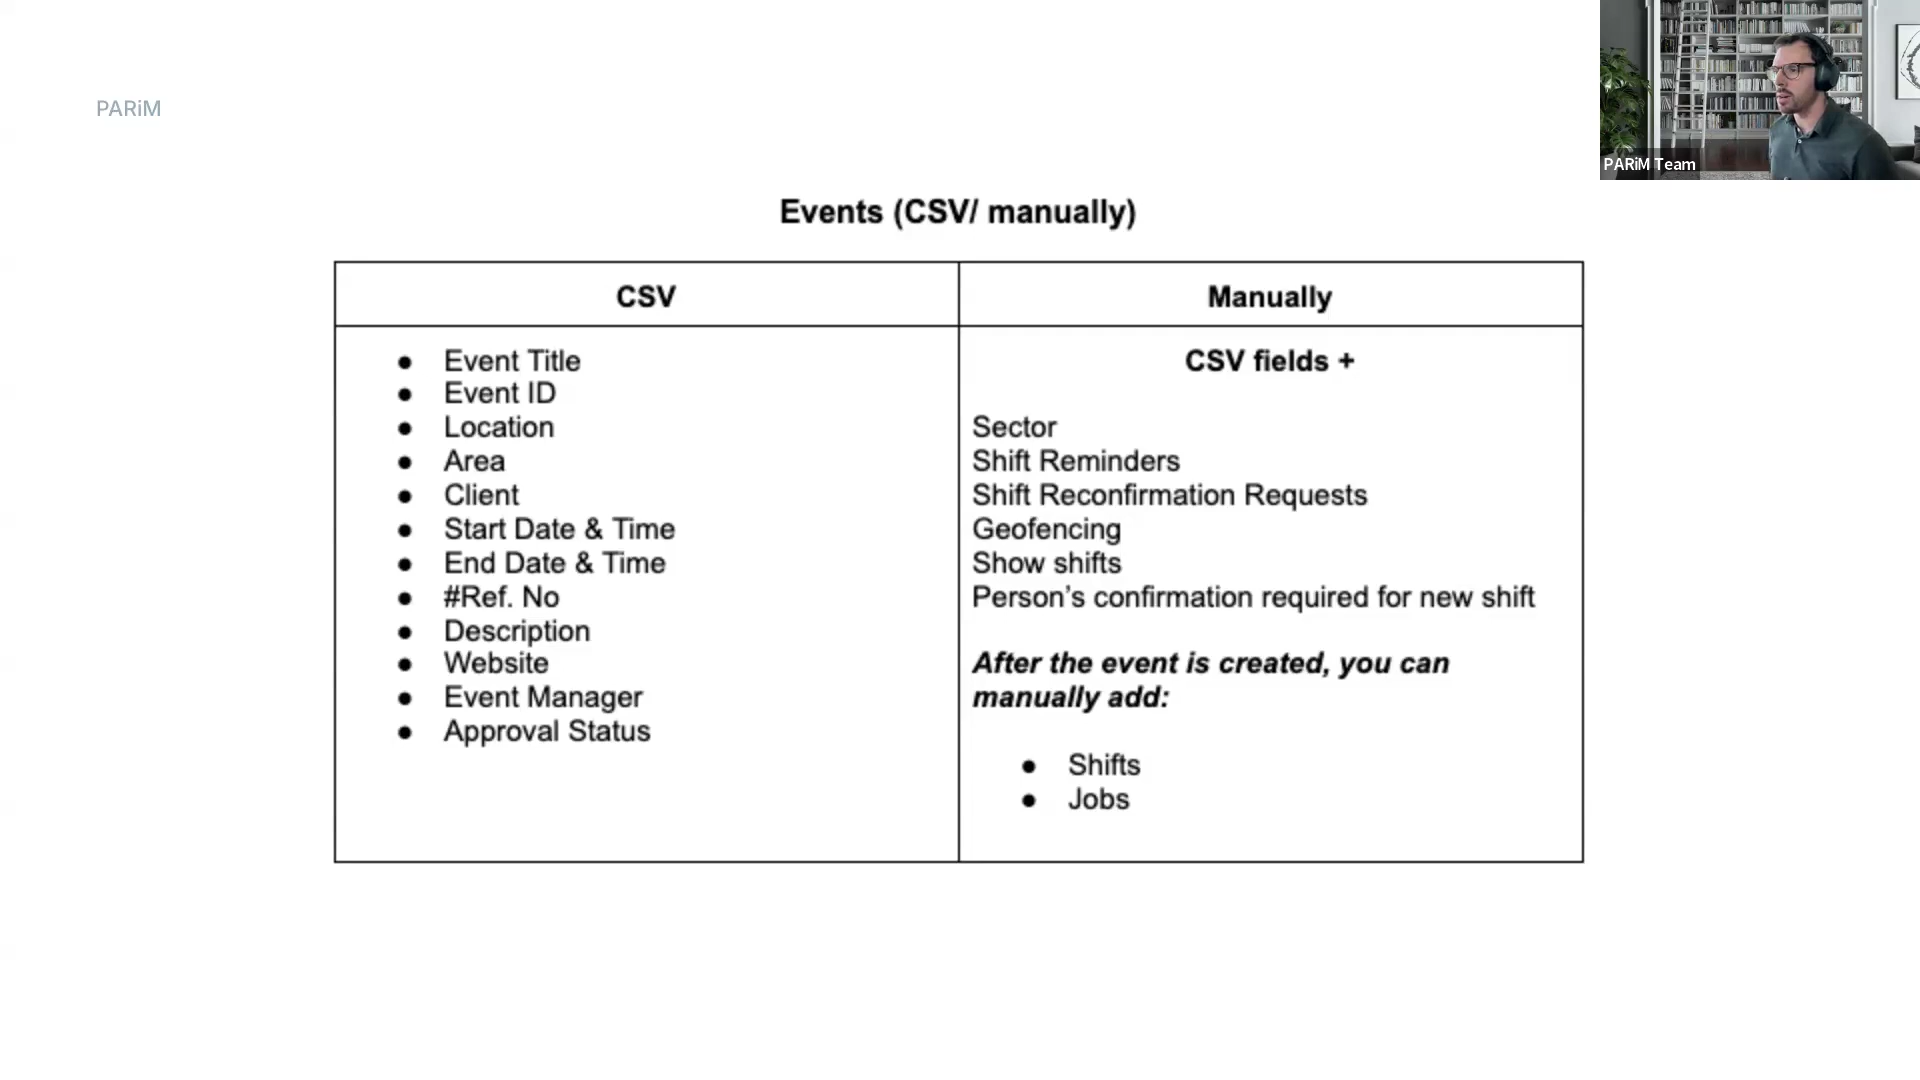 PARiM
PARiM Team
Events (CSV/ manually)
CSV
Manually
● Event Title
● Event ID
● Location
● Area
● Client
● Start Date & Time
● End Date & Time
● #Ref. No
● Description
● Website
● Event Manager
● Approval Status
CSV fields +
Sector
Shift Reminders
Shift Reconfirmation Requests
Geofencing
Show shifts
Person’s confirmation required for new shift
After the event is created, you can
manually add:
● Shifts
● Jobs